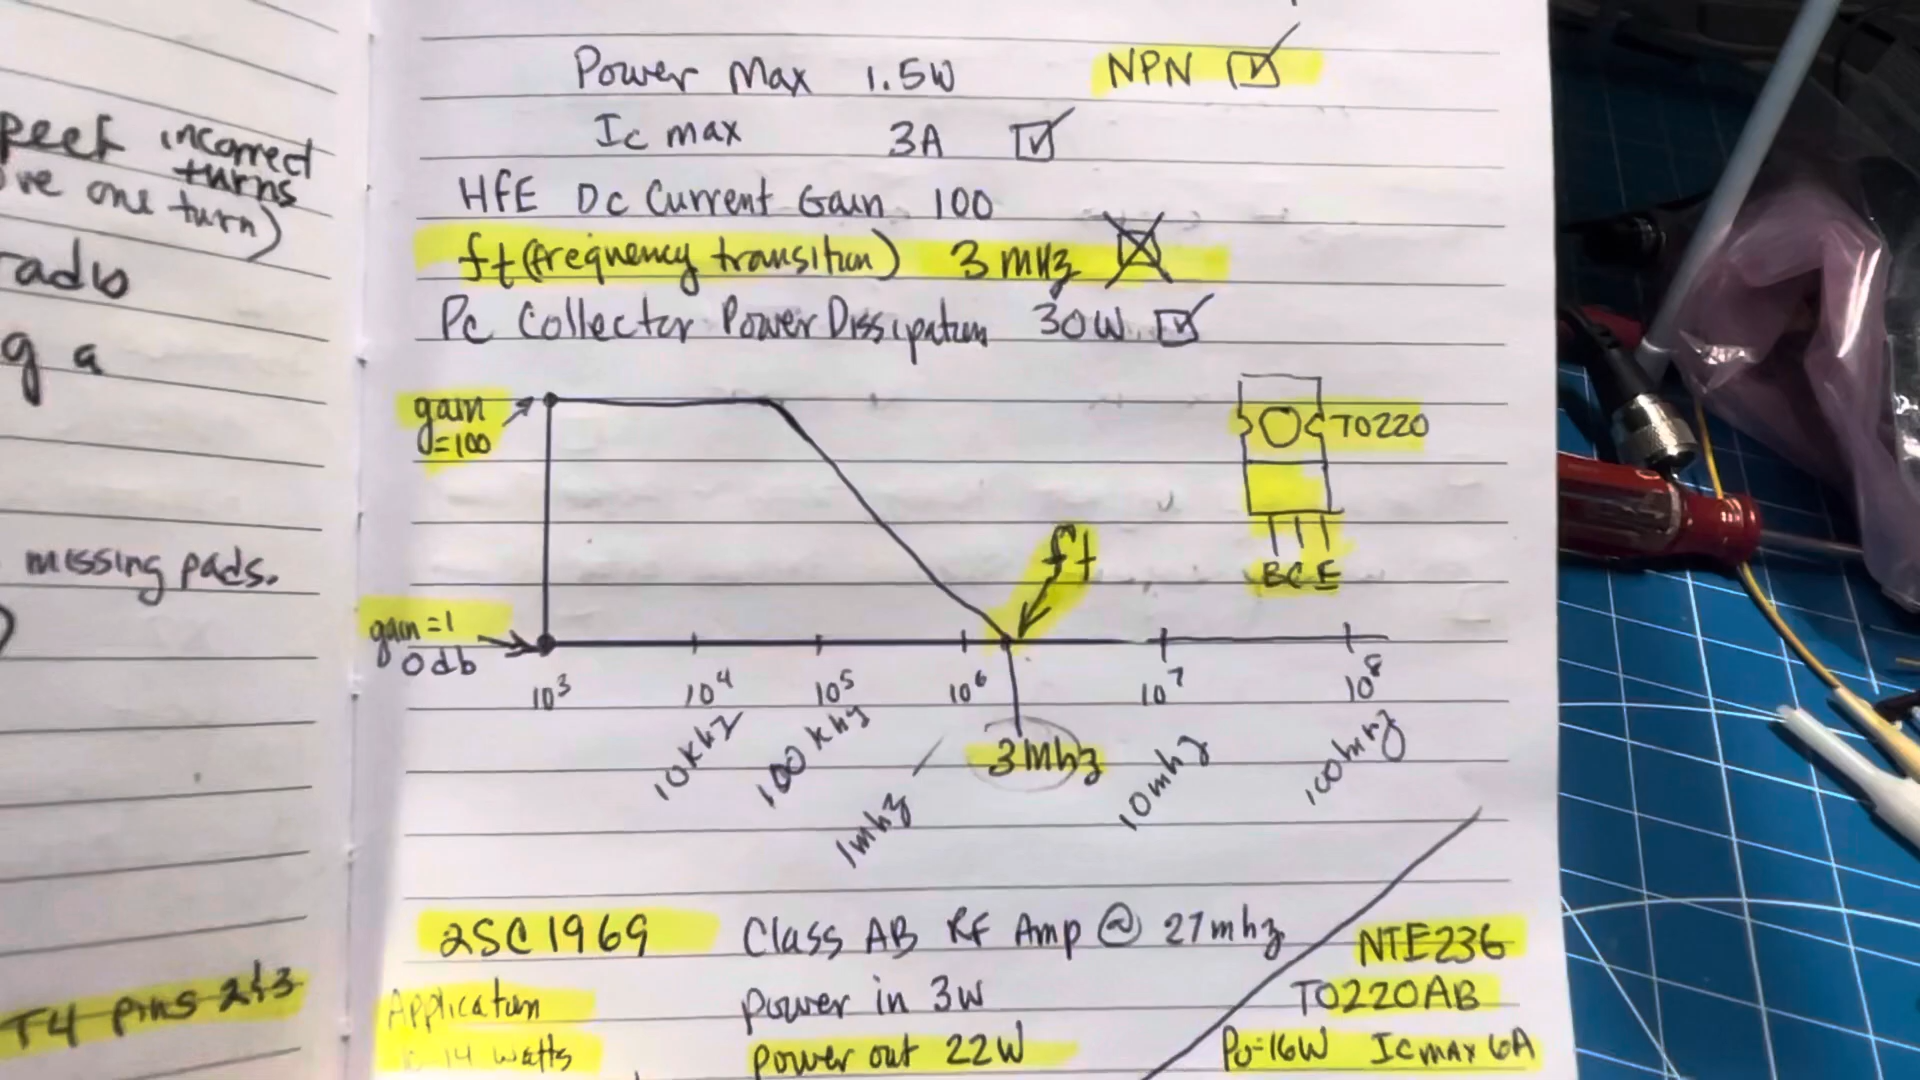 incorrect
turns
ve one turn)
radio
g a
missing pads.
T4 pins 2&3
Power Max 1.5W NPN
Ic max 3A
HFE DC Current Gain 100
ft (frequency transition) 3 mHz
Pc Collector Power Dissipation 30W
gain
=100
TO220
ft
BCE
gain=1
0db
10³ 10⁴ 10⁵ 10⁶ 10⁷ 10⁸
10khz 100khz 1mhz 3mhz 10mhz 100mhz
2SC1969 Class AB RF Amp @ 27mhz NTE236
Application power in 3W TO220AB
14 watts power out 22W Po=16W Icmax 6A